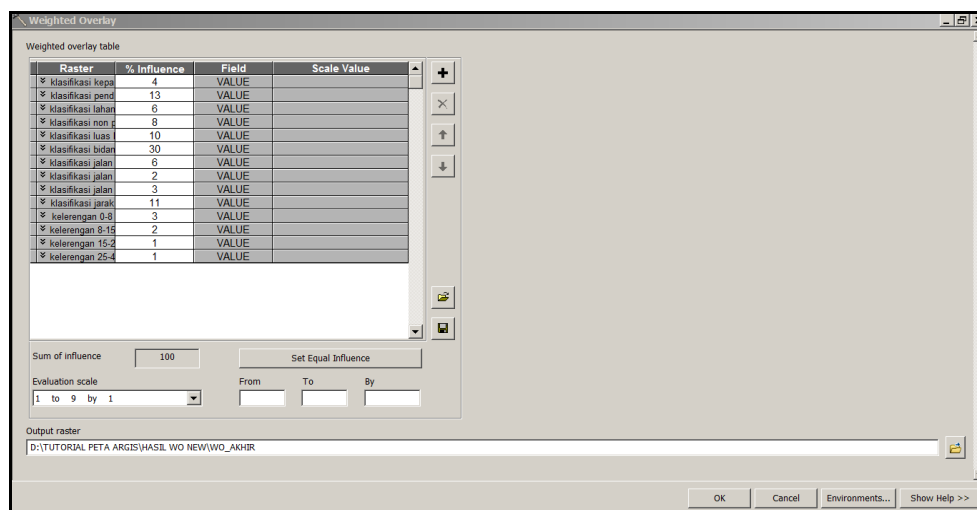 Weighted Overlay
Weighted overlay table
Raster % Influence Field Scale Value
klasifikasi kepa 4 VALUE
klasifikasi pend 13 VALUE
klasifikasi lahan 6 VALUE
klasifikasi non p 8 VALUE
klasifikasi luas l 10 VALUE
klasifikasi bidan 30 VALUE
klasifikasi jalan 6 VALUE
klasifikasi jalan 2 VALUE
klasifikasi jalan 3 VALUE
klasifikasi jarak 11 VALUE
kelerengan 0-8 3 VALUE
kelerengan 8-15 2 VALUE
kelerengan 15-2 1 VALUE
kelerengan 25-4 1 VALUE
Sum of influence 100 Set Equal Influence
Evaluation scale From To By
1 to 9 by 1
Output raster
D:\TUTORIAL PETA ARGIS\HASIL WO NEW\WO_AKHIR
OK Cancel Environments... Show Help >>